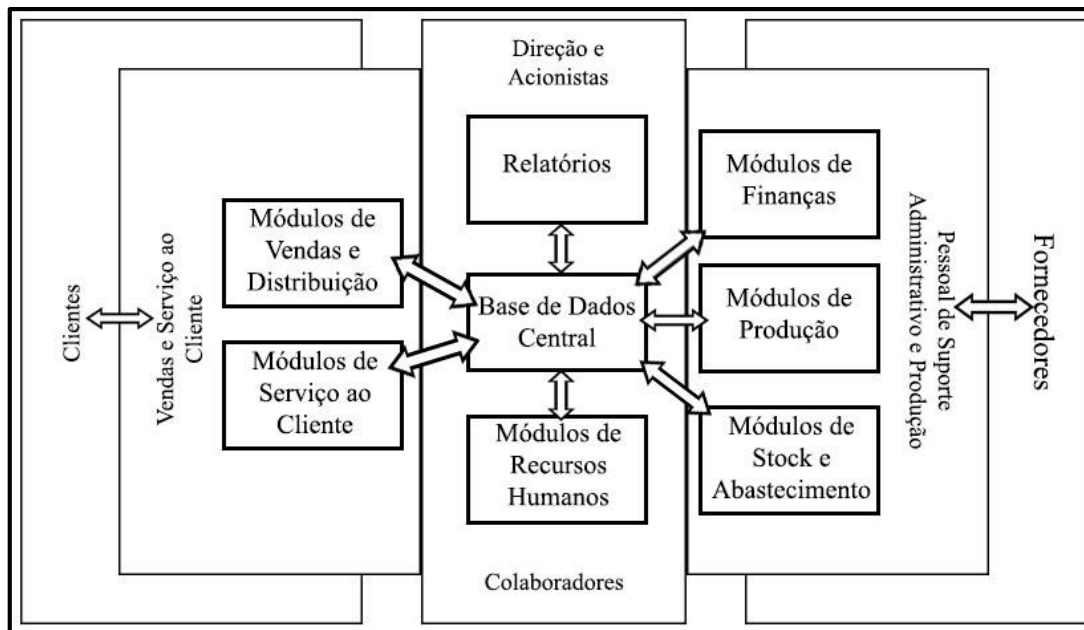 Direção e
Acionistas
Relatórios
Módulos de
Finanças
Módulos de
Vendas e
Distribuição
Base de Dados
Central
Módulos de
Produção
Módulos de
Serviço ao
Cliente
Módulos de
Recursos
Humanos
Módulos de
Stock e
Abastecimento
Colaboradores
Clientes
Vendas e Serviço ao
Cliente
Pessoal de Suporte
Administrativo e Produção
Fornecedores